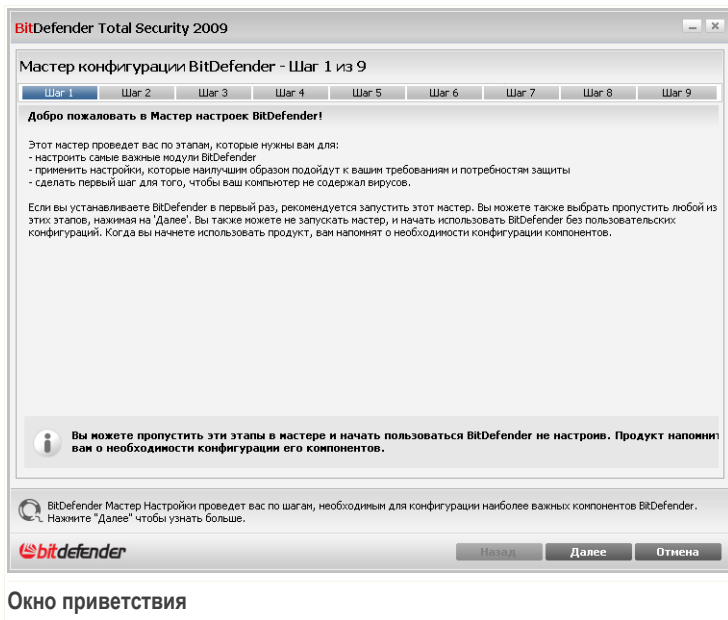 BitDefender Total Security 2009
Мастер конфигурации BitDefender - Шаг 1 из 9
Шаг 1 Шаг 2 Шаг 3 Шаг 4 Шаг 5 Шаг 6 Шаг 7 Шаг 8 Шаг 9
Добро пожаловать в Мастер настроек BitDefender!
Этот мастер проведет вас по этапам, которые нужны вам для:
- настроить самые важные модули BitDefender
- применить настройки, которые наилучшим образом подойдут к вашим требованиям и потребностям защиты
- сделать первый шаг для того, чтобы ваш компьютер не содержал вирусов.
Если вы устанавливаете BitDefender в первый раз, рекомендуется запустить этот мастер. Вы можете также выбрать пропустить любой из
этих этапов, нажимая на 'Далее'. Вы также можете не запускать мастер, и начать использовать BitDefender без пользовательских
конфигураций. Когда вы начнете использовать продукт, вам напомнят о необходимости конфигурации компонентов.
Вы можете пропустить эти этапы в мастере и начать пользоваться BitDefender не настроив. Продукт напомнит
вам о необходимости конфигурации его компонентов.
BitDefender Мастер Настройки проведет вас по шагам, необходимым для конфигурации наиболее важных компонентов BitDefender.
Нажмите "Далее" чтобы узнать больше.
bitdefender Назад Далее Отмена
Окно приветствия